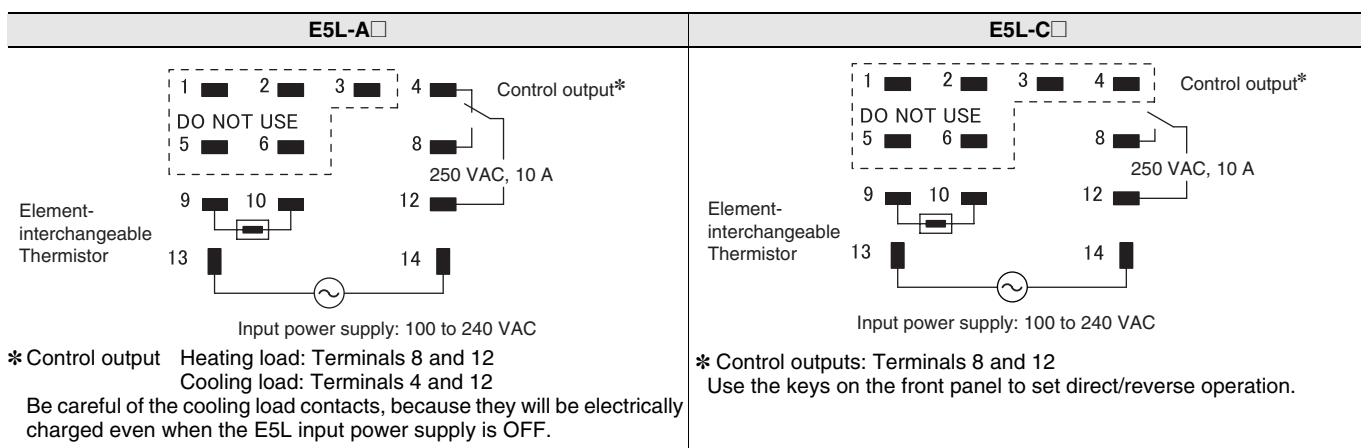 E5L-A□
E5L-C□
1 2 3 4 Control output✽
DO NOT USE
5 6 8
250 VAC, 10 A
9 10 12
Element-
interchangeable
Thermistor
13 14
Input power supply: 100 to 240 VAC
✽ Control output Heating load: Terminals 8 and 12
Cooling load: Terminals 4 and 12
Be careful of the cooling load contacts, because they will be electrically
charged even when the E5L input power supply is OFF.
1 2 3 4 Control output✽
DO NOT USE
5 6 8
250 VAC, 10 A
9 10 12
Element-
interchangeable
Thermistor
13 14
Input power supply: 100 to 240 VAC
✽ Control outputs: Terminals 8 and 12
Use the keys on the front panel to set direct/reverse operation.